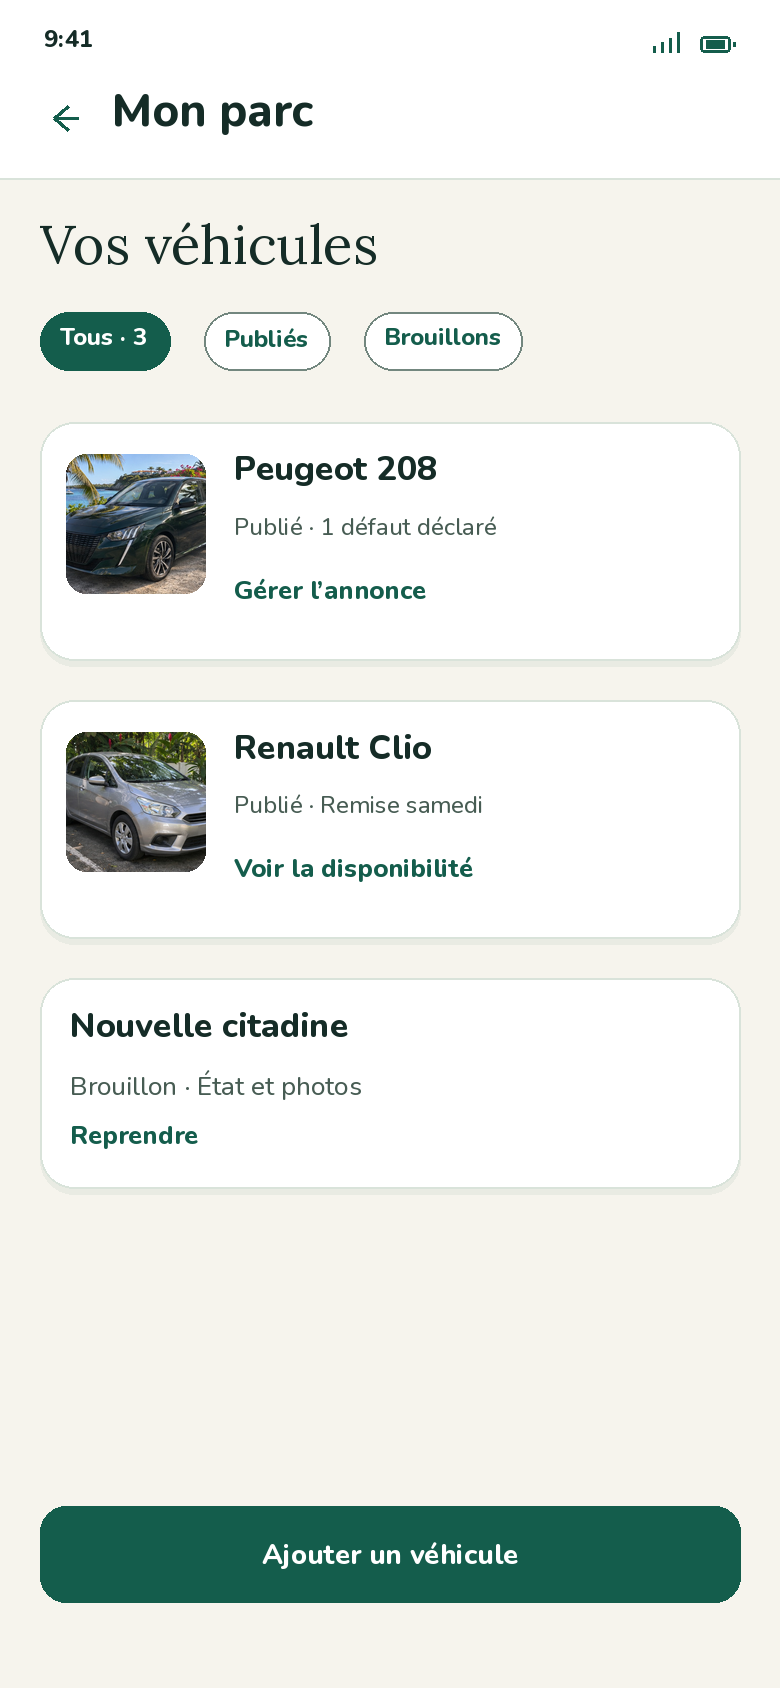 9:41
Mon parc
Vos véhicules
Tous · 3
Publiés
Brouillons
Peugeot 208
Publié · 1 défaut déclaré
Gérer l’annonce
Renault Clio
Publié · Remise samedi
Voir la disponibilité
Nouvelle citadine
Brouillon · État et photos
Reprendre
Ajouter un véhicule